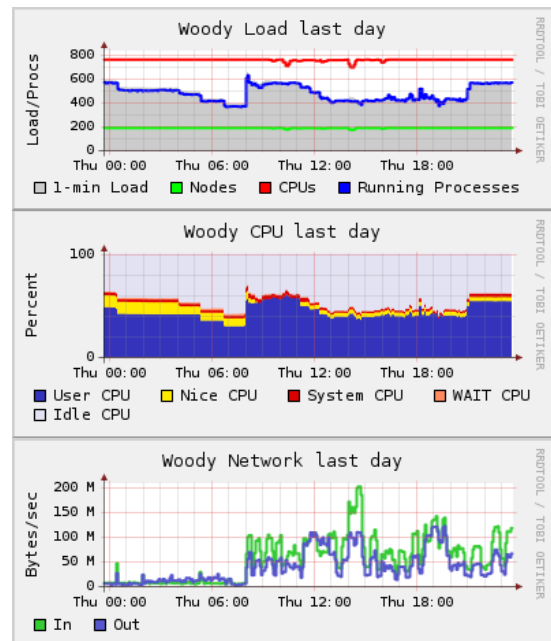 Woody Load last day
800
600
400
200
0
Load/Procs
Thu 00:00 Thu 06:00 Thu 12:00 Thu 18:00
1-min Load Nodes CPUs Running Processes
RRDTOOL / TOBI OETIKER
Woody CPU last day
100
0
Percent
Thu 00:00 Thu 06:00 Thu 12:00 Thu 18:00
User CPU Nice CPU System CPU WAIT CPU
Idle CPU
RRDTOOL / TOBI OETIKER
Woody Network last day
200 M
150 M
100 M
50 M
0
Bytes/sec
Thu 00:00 Thu 06:00 Thu 12:00 Thu 18:00
In Out
RRDTOOL / TOBI OETIKER